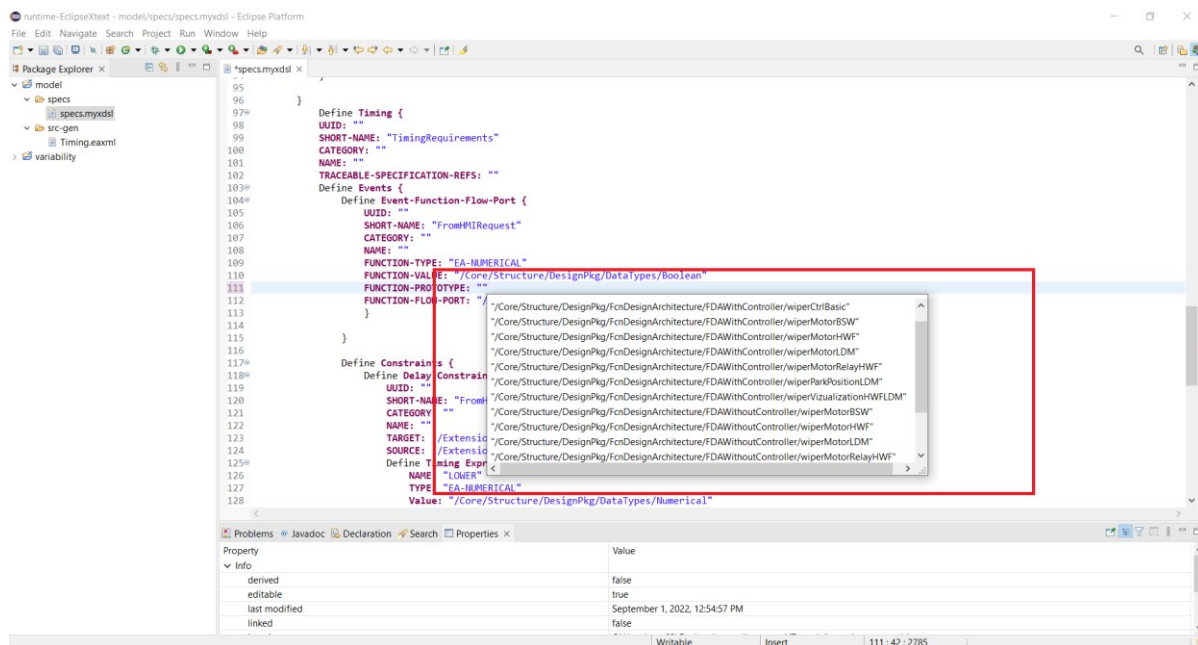 runtime-EclipseXtext - model/specs/specs.myxdsl - Eclipse Platform
File Edit Navigate Search Project Run Window Help
Package Explorer ×
*specs.myxdsl ×
model
specs
specs.myxdsl
src-gen
Timing.eaxml
variability
95
96 }
97 Define Timing {
98 UUID: ""
99 SHORT-NAME: "TimingRequirements"
100 CATEGORY: ""
101 NAME: ""
102 TRACEABLE-SPECIFICATION-REFS: ""
103 Define Events {
104 Define Event-Function-Flow-Port {
105 UUID: ""
106 SHORT-NAME: "FromHMIRequest"
107 CATEGORY: ""
108 NAME: ""
109 FUNCTION-TYPE: "EA-NUMERICAL"
110 FUNCTION-VALUE: "/Core/Structure/DesignPkg/DataTypes/Boolean"
111 FUNCTION-PROTOTYPE: ""
112 FUNCTION-FLOW-PORT: "/
113 }
114
115 }
116
117 Define Constraints {
118 Define Delay Constrain
119 UUID: ""
120 SHORT-NAME: "FromH
121 CATEGORY: ""
122 NAME: ""
123 TARGET: /Extensio
124 SOURCE: /Extensio
125 Define Timing Expr
126 NAME: "LOWER"
127 TYPE: "EA-NUMERICAL"
128 Value: "/Core/Structure/DesignPkg/DataTypes/Numerical"
"/Core/Structure/DesignPkg/FcnDesignArchitecture/FDAWithController/wiperCtrlBasic"
"/Core/Structure/DesignPkg/FcnDesignArchitecture/FDAWithController/wiperMotorBSW"
"/Core/Structure/DesignPkg/FcnDesignArchitecture/FDAWithController/wiperMotorHWF"
"/Core/Structure/DesignPkg/FcnDesignArchitecture/FDAWithController/wiperMotorLDM"
"/Core/Structure/DesignPkg/FcnDesignArchitecture/FDAWithController/wiperMotorRelayHWF"
"/Core/Structure/DesignPkg/FcnDesignArchitecture/FDAWithController/wiperParkPositionLDM"
"/Core/Structure/DesignPkg/FcnDesignArchitecture/FDAWithController/wiperVizualizationHWFLDM"
"/Core/Structure/DesignPkg/FcnDesignArchitecture/FDAWithoutController/wiperMotorBSW"
"/Core/Structure/DesignPkg/FcnDesignArchitecture/FDAWithoutController/wiperMotorHWF"
"/Core/Structure/DesignPkg/FcnDesignArchitecture/FDAWithoutController/wiperMotorLDM"
"/Core/Structure/DesignPkg/FcnDesignArchitecture/FDAWithoutController/wiperMotorRelayHWF"
Problems Javadoc Declaration Search Properties ×
Property Value
Info
derived false
editable true
last modified September 1, 2022, 12:54:57 PM
linked false
Writable Insert 111 : 42 : 2785